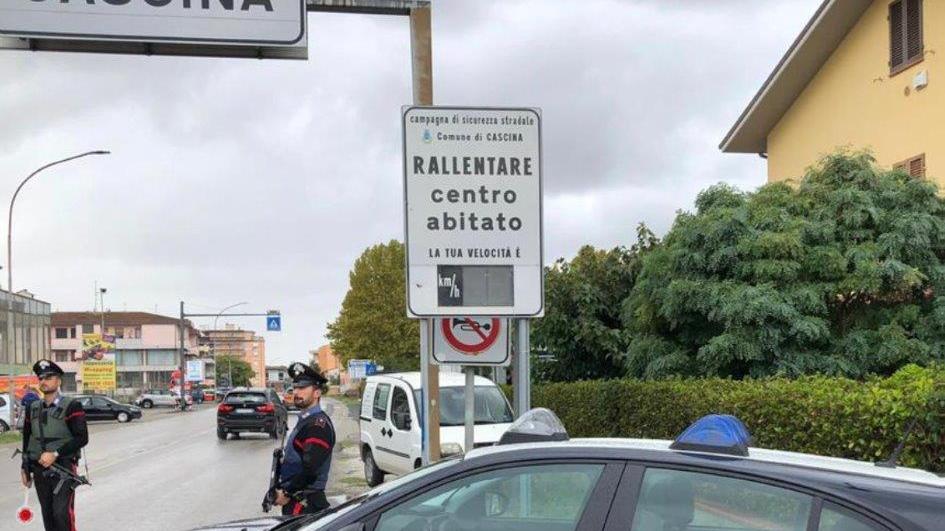 CASCINA
campagna di sicurezza stradale
Comune di CASCINA
RALLENTARE
centro
abitato
LA TUA VELOCITÀ È
km/h